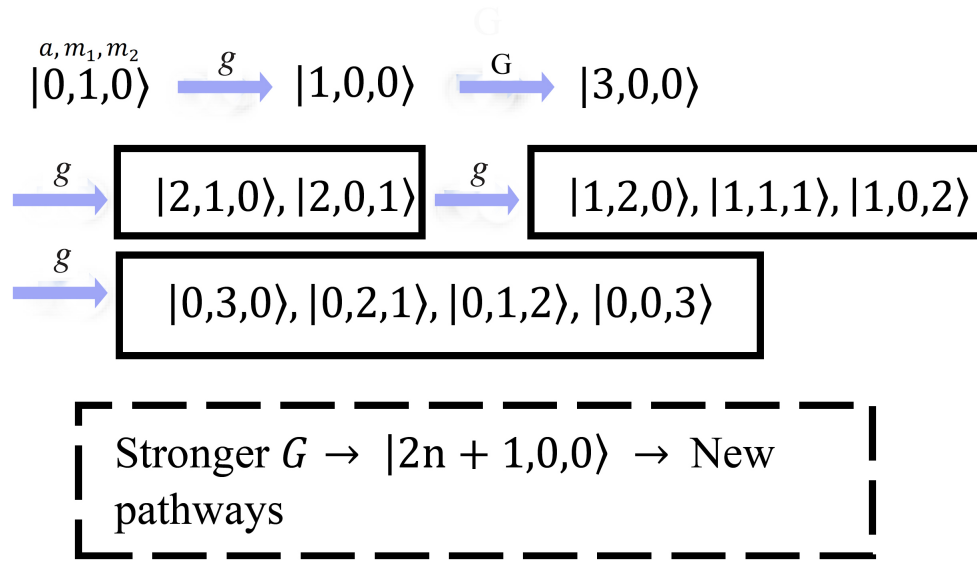 G
a, m₁, m₂
|0,1,0⟩ g |1,0,0⟩ G |3,0,0⟩
g |2,1,0⟩, |2,0,1⟩ g |1,2,0⟩, |1,1,1⟩, |1,0,2⟩
g |0,3,0⟩, |0,2,1⟩, |0,1,2⟩, |0,0,3⟩
Stronger G → |2n + 1,0,0⟩ → New
pathways